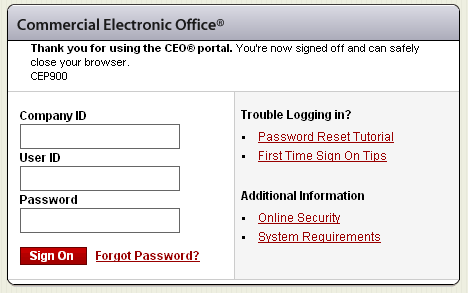 Commercial Electronic Office®
Thank you for using the CEO® portal. You're now signed off and can safely
close your browser.
CEP900
Company ID
User ID
Password
Sign On Forgot Password?
Trouble Logging in?
• Password Reset Tutorial
• First Time Sign On Tips
Additional Information
• Online Security
• System Requirements